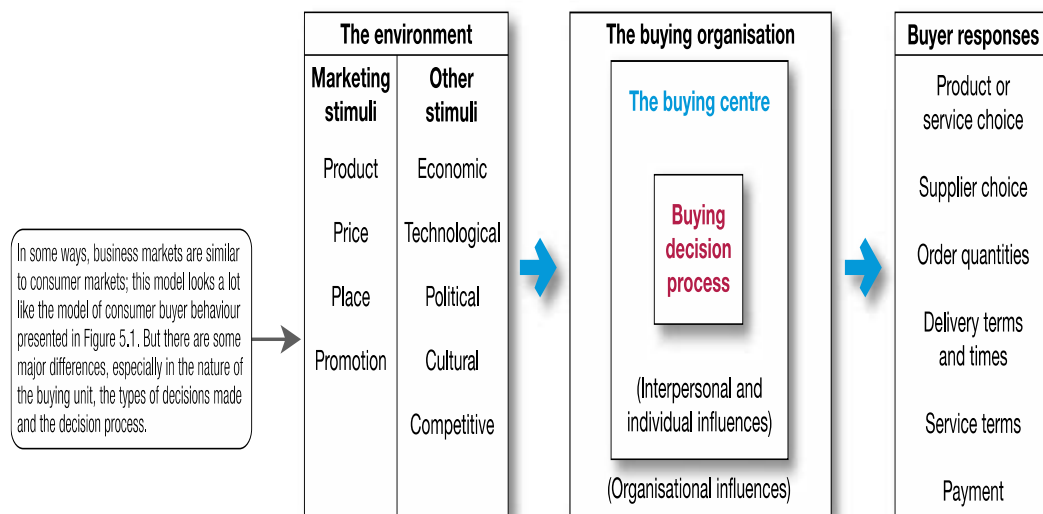 In some ways, business markets are similar
to consumer markets; this model looks a lot
like the model of consumer buyer behaviour
presented in Figure 5.1. But there are some
major differences, especially in the nature of
the buying unit, the types of decisions made
and the decision process.
The environment
Marketing
stimuli
Product
Price
Place
Promotion
Other
stimuli
Economic
Technological
Political
Cultural
Competitive
The buying organisation
The buying centre
Buying
decision
process
(Interpersonal and
individual influences)
(Organisational influences)
Buyer responses
Product or
service choice
Supplier choice
Order quantities
Delivery terms
and times
Service terms
Payment